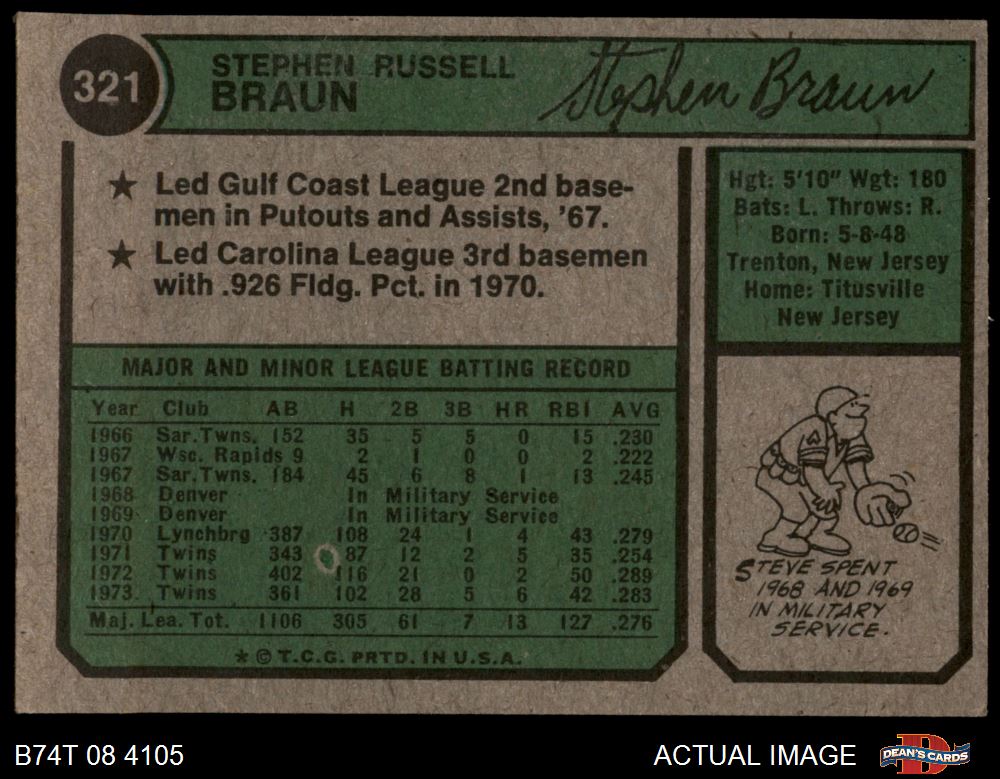 321
STEPHEN RUSSELL
BRAUN
Stephen Braun
★ Led Gulf Coast League 2nd base-
men in Putouts and Assists, '67.
★ Led Carolina League 3rd basemen
with .926 Fldg. Pct. in 1970.
Hgt: 5'10" Wgt: 180
Bats: L. Throws: R.
Born: 5-8-48
Trenton, New Jersey
Home: Titusville
New Jersey
MAJOR AND MINOR LEAGUE BATTING RECORD
Year Club AB H 2B 3B HR RBI AVG
1966 Sar.Twns. 152 35 5 5 0 15 .230
1967 Wsc. Rapids 9 2 1 0 0 2 .222
1967 Sar.Twns. 184 45 6 8 1 13 .245
1968 Denver In Military Service
1969 Denver In Military Service
1970 Lynchbrg 387 108 24 1 4 43 .279
1971 Twins 343 87 12 2 5 35 .254
1972 Twins 402 116 21 0 2 50 .289
1973 Twins 361 102 28 5 6 42 .283
Maj. Lea. Tot. 1106 305 61 7 13 127 .276
* © T.C.G. PRTD. IN U.S.A.
STEVE SPENT
1968 AND 1969
IN MILITARY
SERVICE.
B74T 08 4105
ACTUAL IMAGE
DEAN'S CARDS